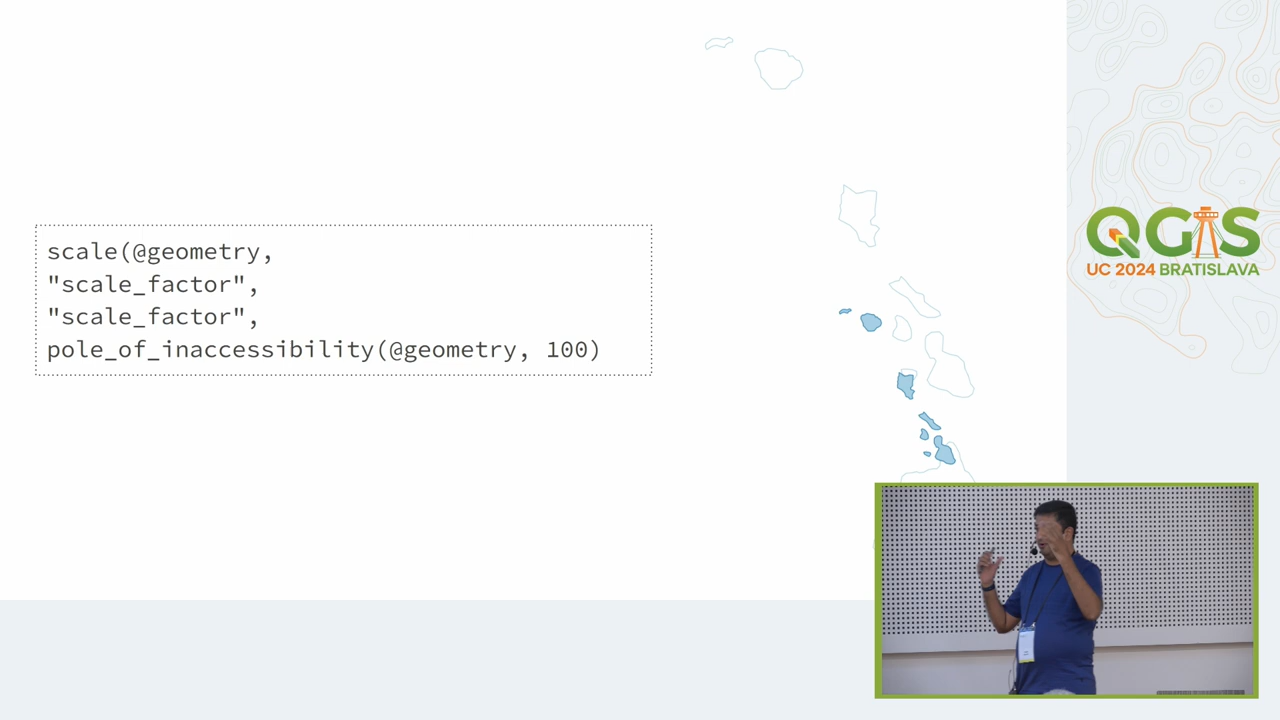 scale(@geometry,
"scale_factor",
"scale_factor",
pole_of_inaccessibility(@geometry, 100)
QGIS
UC 2024 BRATISLAVA